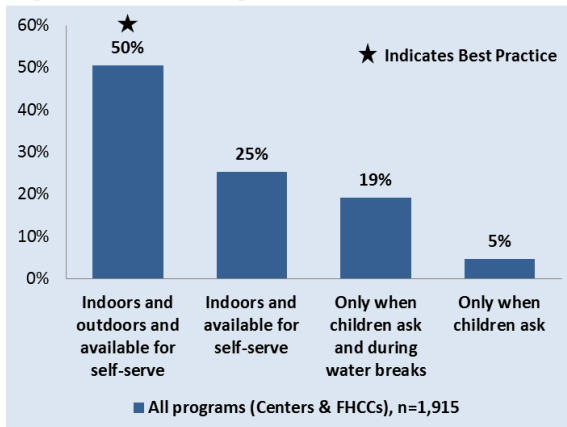 60%
50%
40%
30%
20%
10%
0%
★ Indicates Best Practice
50%
25%
19%
5%
Indoors and
outdoors and
available for
self-serve
Indoors and
available for
self-serve
Only when
children ask
and during
water breaks
Only when
children ask
All programs (Centers & FHCCs), n=1,915